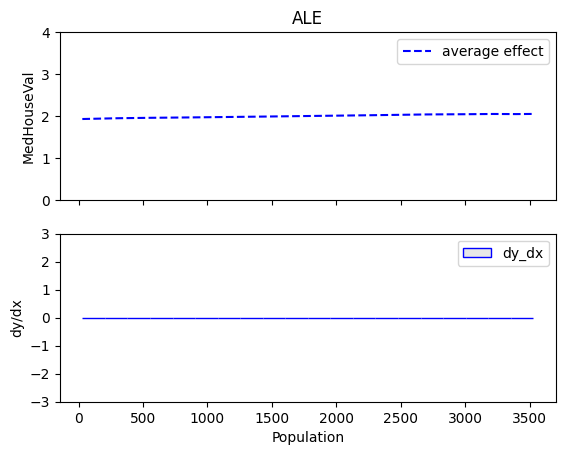 ALE
average effect
MedHouseVal
4
3
2
1
0
dy_dx
dy/dx
3
2
1
0
−1
−2
−3
0 500 1000 1500 2000 2500 3000 3500
Population